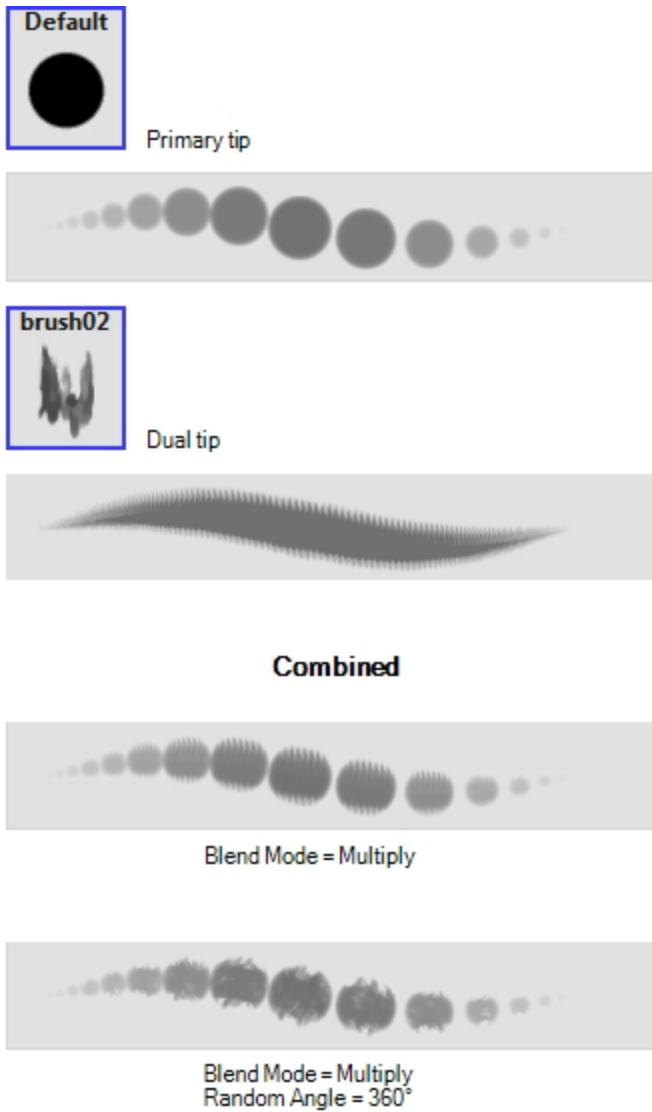 Default
Primary tip
brush02
Dual tip
Combined
Blend Mode = Multiply
Blend Mode = Multiply
Random Angle = 360°